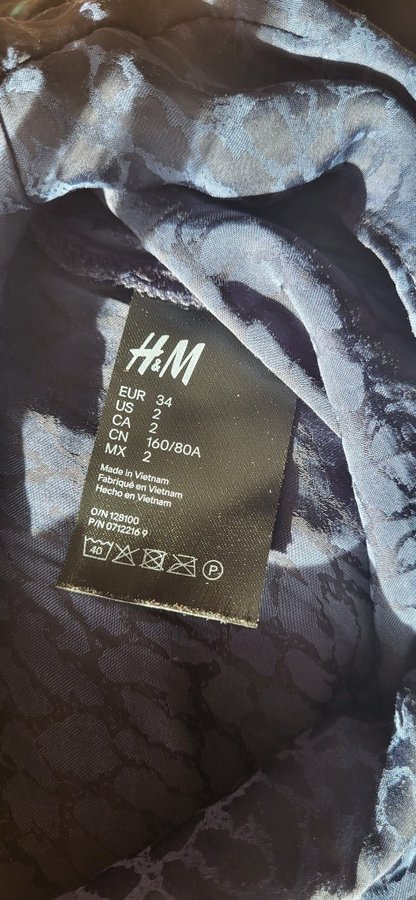 H&M
EUR 34
US 2
CA 2
CN 160/80A
MX 2
Made in Vietnam
Fabriqué en Vietnam
Hecho en Vietnam
O/N 128100
P/N 0712216 9
40 P